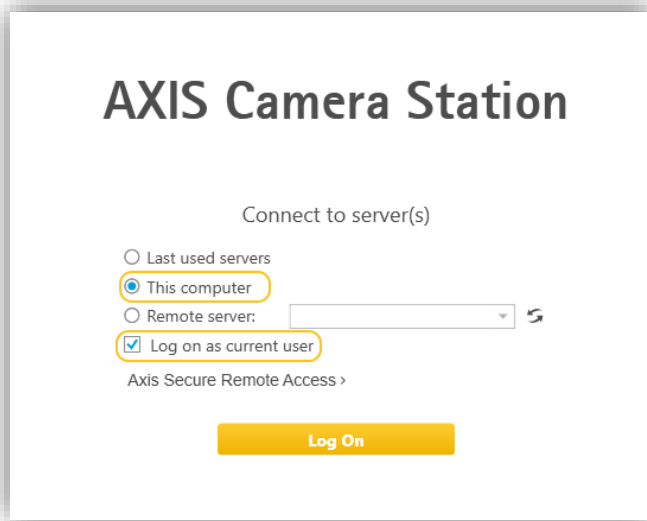 AXIS Camera Station
Connect to server(s)
Last used servers
This computer
Remote server:
Log on as current user
Axis Secure Remote Access ›
Log On